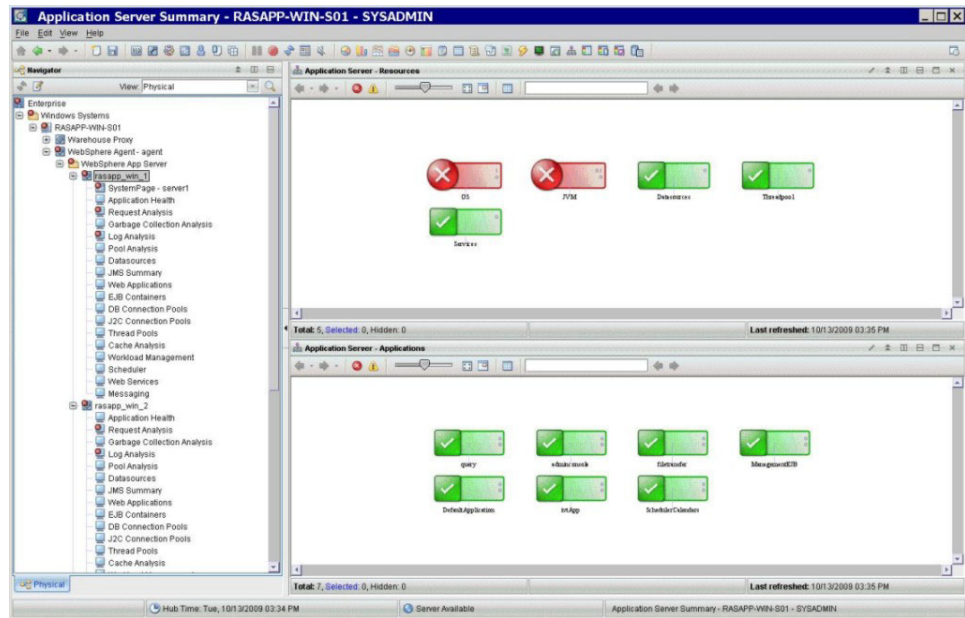 Application Server Summary - RASAPP-WIN-S01 - SYSADMIN
File Edit View Help
Navigator
View: Physical
Enterprise
Windows Systems
RASAPP-WIN-S01
Warehouse Proxy
WebSphere Agent - agent
WebSphere App Server
rasapp_win_1
SystemPage - server1
Application Health
Request Analysis
Garbage Collection Analysis
Log Analysis
Pool Analysis
Datasources
JMS Summary
Web Applications
EJB Containers
DB Connection Pools
J2C Connection Pools
Thread Pools
Cache Analysis
Workload Management
Scheduler
Web Services
Messaging
rasapp_win_2
Application Health
Request Analysis
Garbage Collection Analysis
Log Analysis
Pool Analysis
Datasources
JMS Summary
Web Applications
EJB Containers
DB Connection Pools
J2C Connection Pools
Thread Pools
Cache Analysis
Physical
Application Server - Resources
OS JVM Datasources Threadpool
Services
Total: 5, Selected: 0, Hidden: 0
Last refreshed: 10/13/2009 03:35 PM
Application Server - Applications
query adminconsole filetransfer ManagementEJB
DefaultApplication ivtApp SchedulerCalendars
Total: 7, Selected: 0, Hidden: 0
Last refreshed: 10/13/2009 03:35 PM
Hub Time: Tue, 10/13/2009 03:34 PM
Server Available
Application Server Summary - RASAPP-WIN-S01 - SYSADMIN